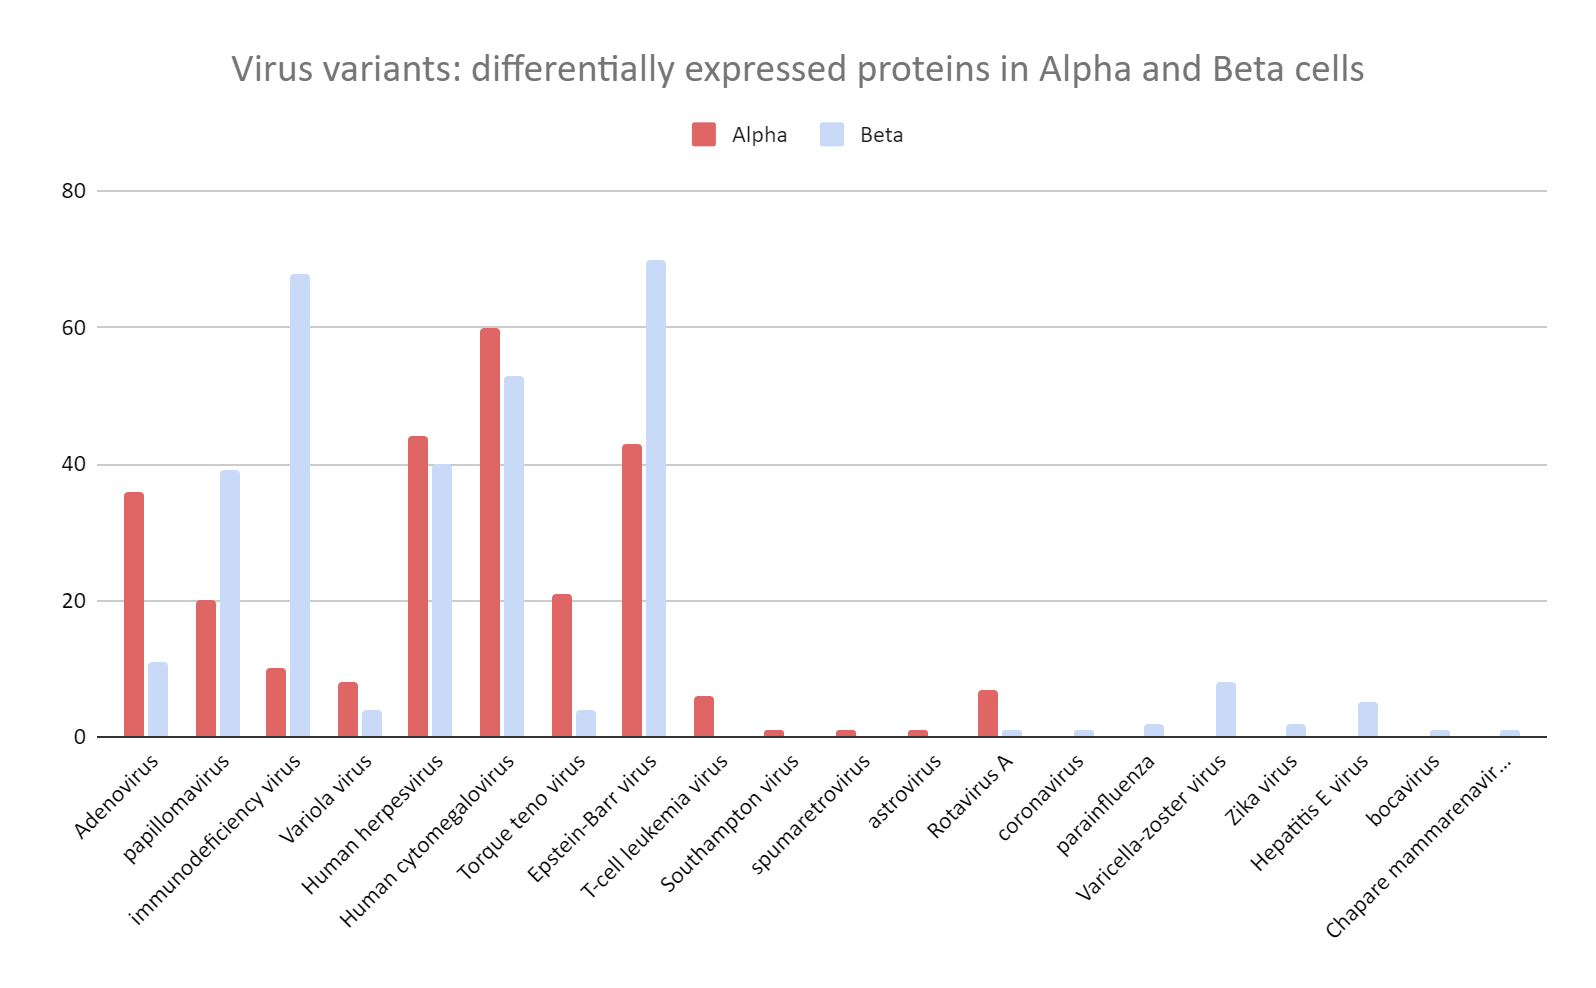 Virus variants: differentially expressed proteins in Alpha and Beta cells
Alpha
Beta
80
60
40
20
0
Adenovirus
papillomavirus
immunodeficiency virus
Variola virus
Human herpesvirus
Human cytomegalovirus
Torque teno virus
Epstein-Barr virus
T-cell leukemia virus
Southampton virus
spumaretrovirus
astrovirus
Rotavirus A
coronavirus
parainfluenza
Varicella-zoster virus
Zika virus
Hepatitis E virus
bocavirus
Chapare mammarenavir...